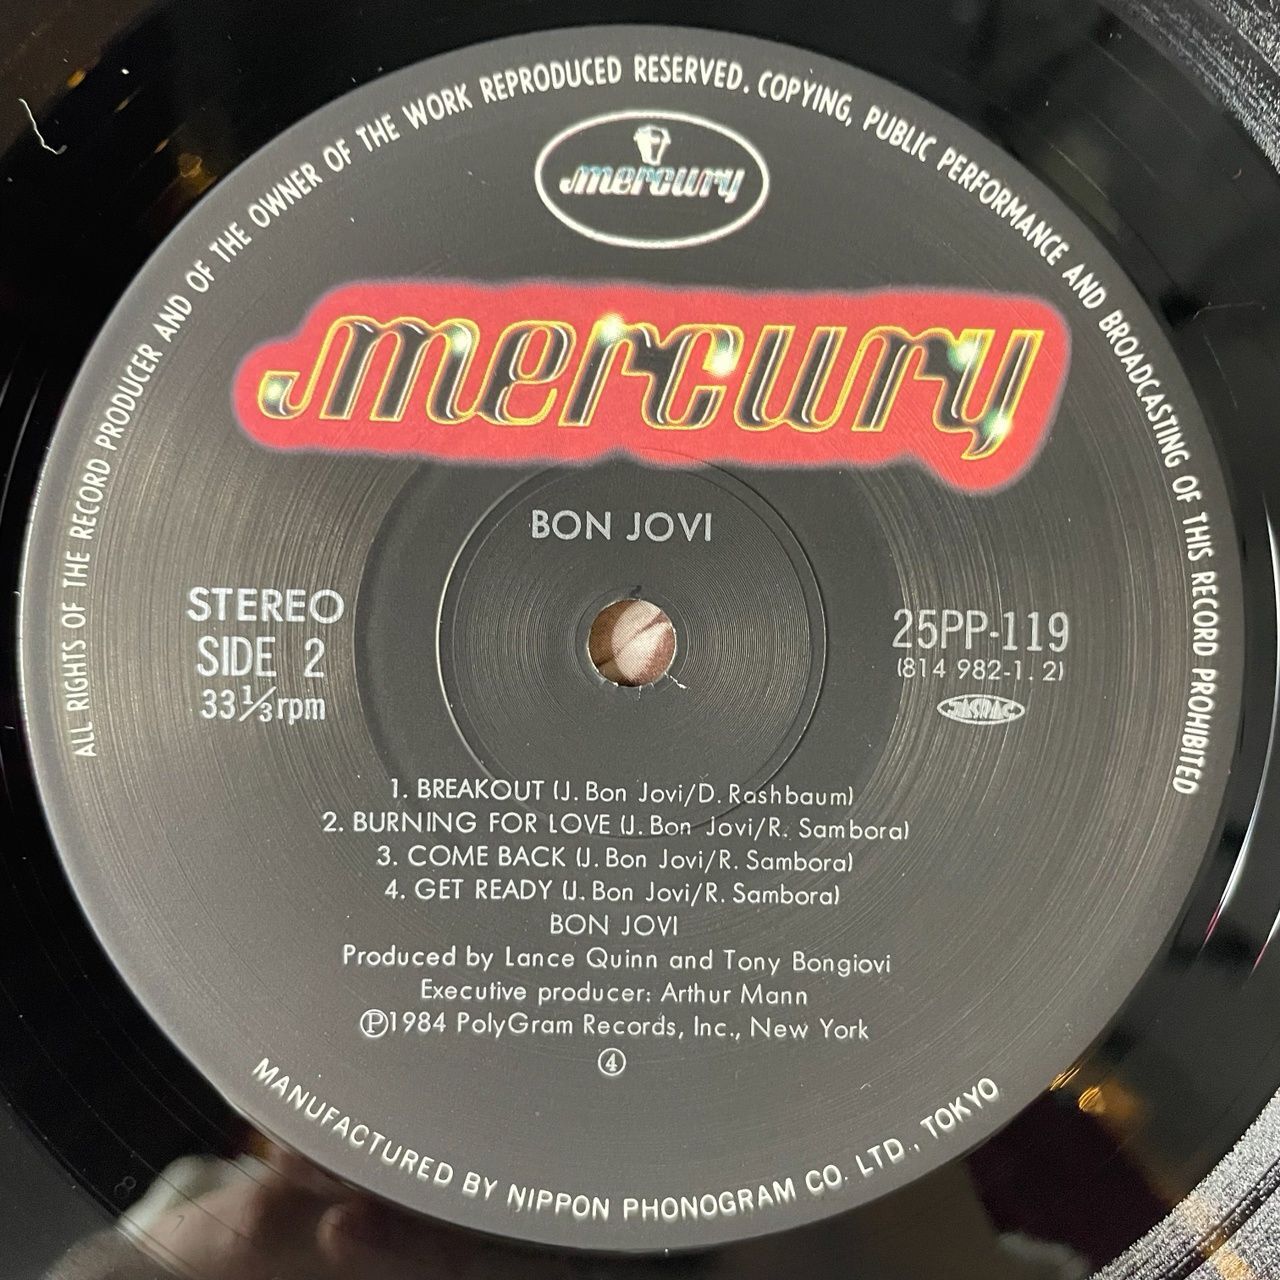 ALL RIGHTS OF THE RECORD PRODUCER AND OF THE OWNER OF THE WORK REPRODUCED RESERVED. COPYING, PUBLIC PERFORMANCE AND BROADCASTING OF THIS RECORD PROHIBITED
mercury
mercury
BON JOVI
STEREO
SIDE 2
33⅓rpm
25PP-119
(814 982-1. 2)
JASRAC
1. BREAKOUT (J. Bon Jovi/D. Rashbaum)
2. BURNING FOR LOVE (J. Bon Jovi/R. Sambora)
3. COME BACK (J. Bon Jovi/R. Sambora)
4. GET READY (J. Bon Jovi/R. Sambora)
BON JOVI
Produced by Lance Quinn and Tony Bongiovi
Executive producer: Arthur Mann
℗1984 PolyGram Records, Inc., New York
④
MANUFACTURED BY NIPPON PHONOGRAM CO. LTD., TOKYO